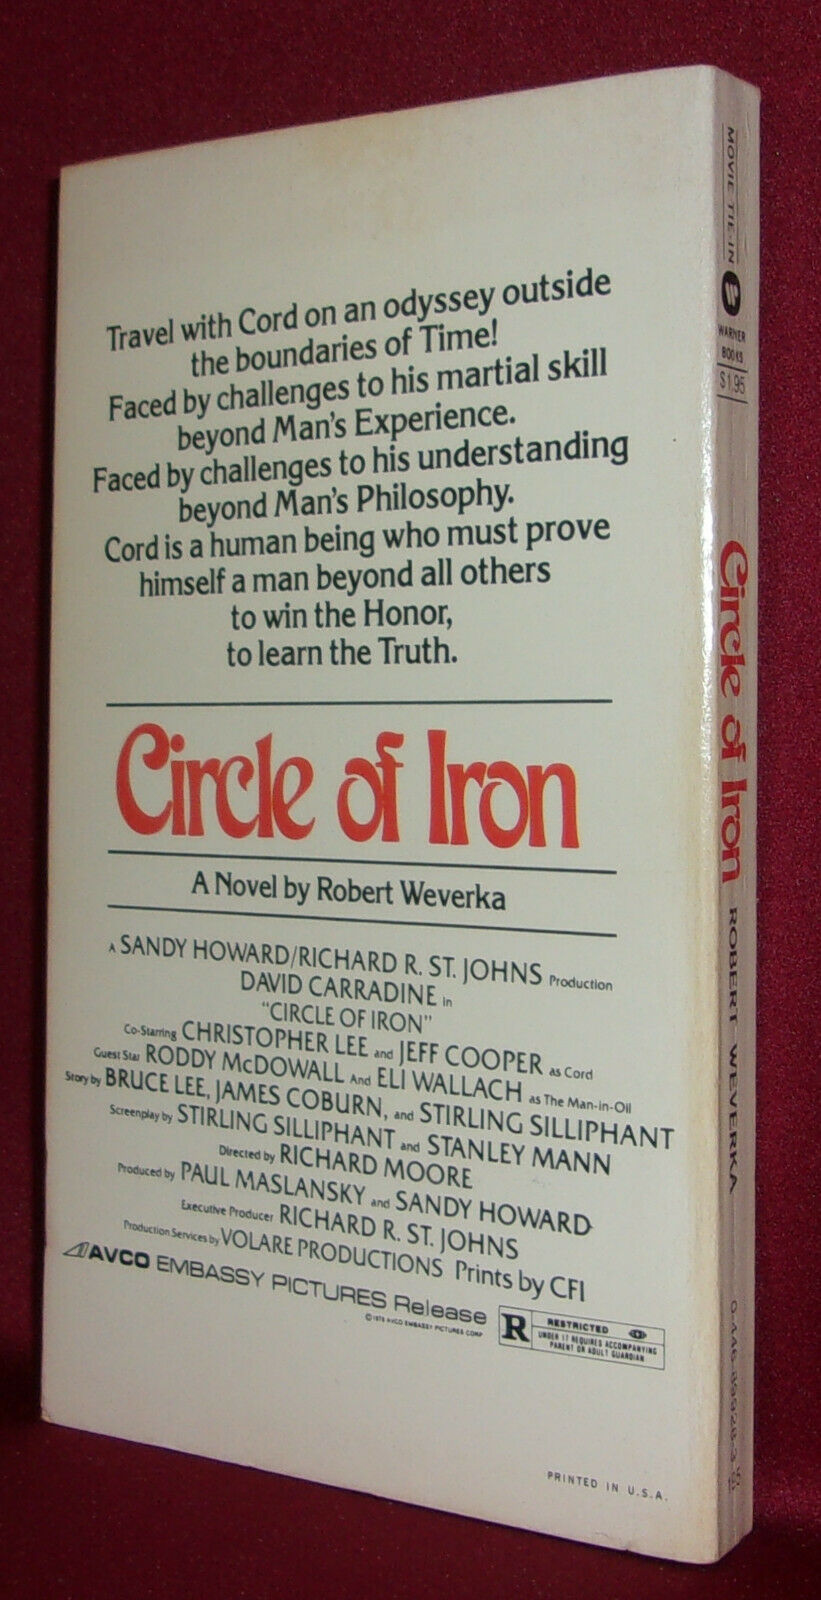 Travel with Cord on an odyssey outside
the boundaries of Time!
Faced by challenges to his martial skill
beyond Man's Experience.
Faced by challenges to his understanding
beyond Man's Philosophy.
Cord is a human being who must prove
himself a man beyond all others
to win the Honor,
to learn the Truth.
Circle of Iron
A Novel by Robert Weverka
A SANDY HOWARD/RICHARD R. ST. JOHNS Production
DAVID CARRADINE in
"CIRCLE OF IRON"
Co-Starring CHRISTOPHER LEE and JEFF COOPER as Cord
Guest Star RODDY McDOWALL And ELI WALLACH as The Man-in-Oil
Story by BRUCE LEE, JAMES COBURN, and STIRLING SILLIPHANT
Screenplay by STIRLING SILLIPHANT and STANLEY MANN
Directed by RICHARD MOORE
Produced by PAUL MASLANSKY and SANDY HOWARD
Executive Producer RICHARD R. ST. JOHNS
Production Services by VOLARE PRODUCTIONS Prints by CFI
AVCO EMBASSY PICTURES Release
© AVCO EMBASSY PICTURES CORP
R RESTRICTED
UNDER 17 REQUIRES ACCOMPANYING
PARENT OR ADULT GUARDIAN
PRINTED IN U.S.A.
MOVIE TIE-IN
W
WARNER
BOOKS
$1.95
Circle of Iron
ROBERT WEVERKA